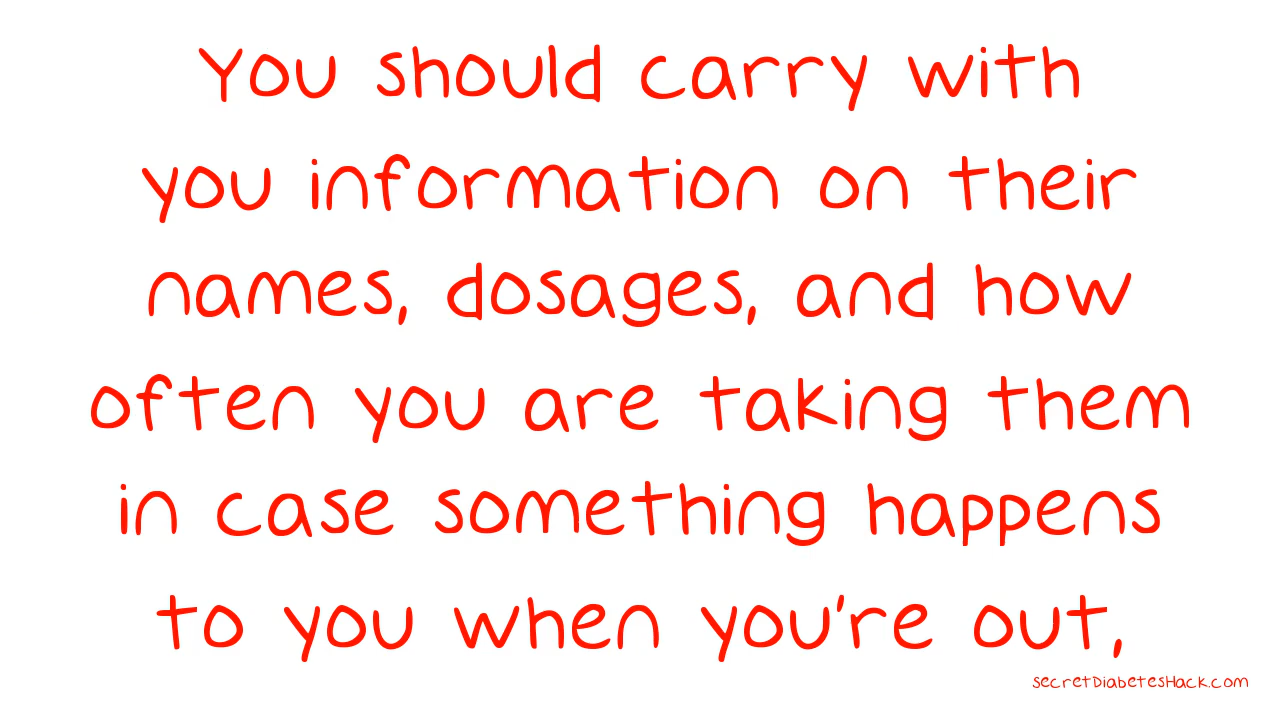 You should carry with
you information on their
names, dosages, and how
often you are taking them
in case something happens
to you when you're out,
secretDiabetesHack.com